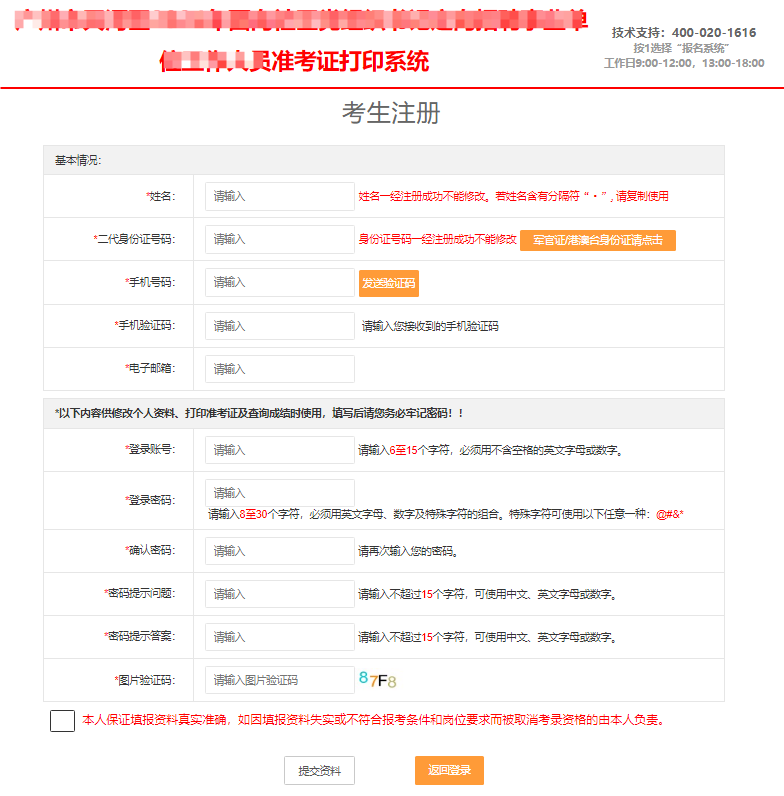 员准考证打印系统
技术支持：400-020-1616
按1选择“报名系统”
工作日9:00-12:00，13:00-18:00
考生注册
基本情况:
*姓名: 请输入 姓名一经注册成功不能修改。若姓名含有分隔符“·”, 请复制使用
*二代身份证号码: 请输入 身份证号码一经注册成功不能修改 军官证/港澳台身份证请点击
*手机号码: 请输入 发送验证码
*手机验证码: 请输入 请输入您接收到的手机验证码
*电子邮箱: 请输入
*以下内容供修改个人资料、打印准考证及查询成绩时使用，填写后请您务必牢记密码！！
*登录账号: 请输入 请输入6至15个字符，必须用不含空格的英文字母或数字。
*登录密码: 请输入
请输入8至30个字符，必须用英文字母、数字及特殊字符的组合。特殊字符可使用以下任意一种：@#&*
*确认密码: 请输入 请再次输入您的密码。
*密码提示问题: 请输入 请输入不超过15个字符，可使用中文、英文字母或数字。
*密码提示答案: 请输入 请输入不超过15个字符，可使用中文、英文字母或数字。
*图片验证码: 请输入图片验证码 87F8
本人保证填报资料真实准确，如因填报资料失实或不符合报考条件和岗位要求而被取消考录资格的由本人负责。
提交资料 返回登录